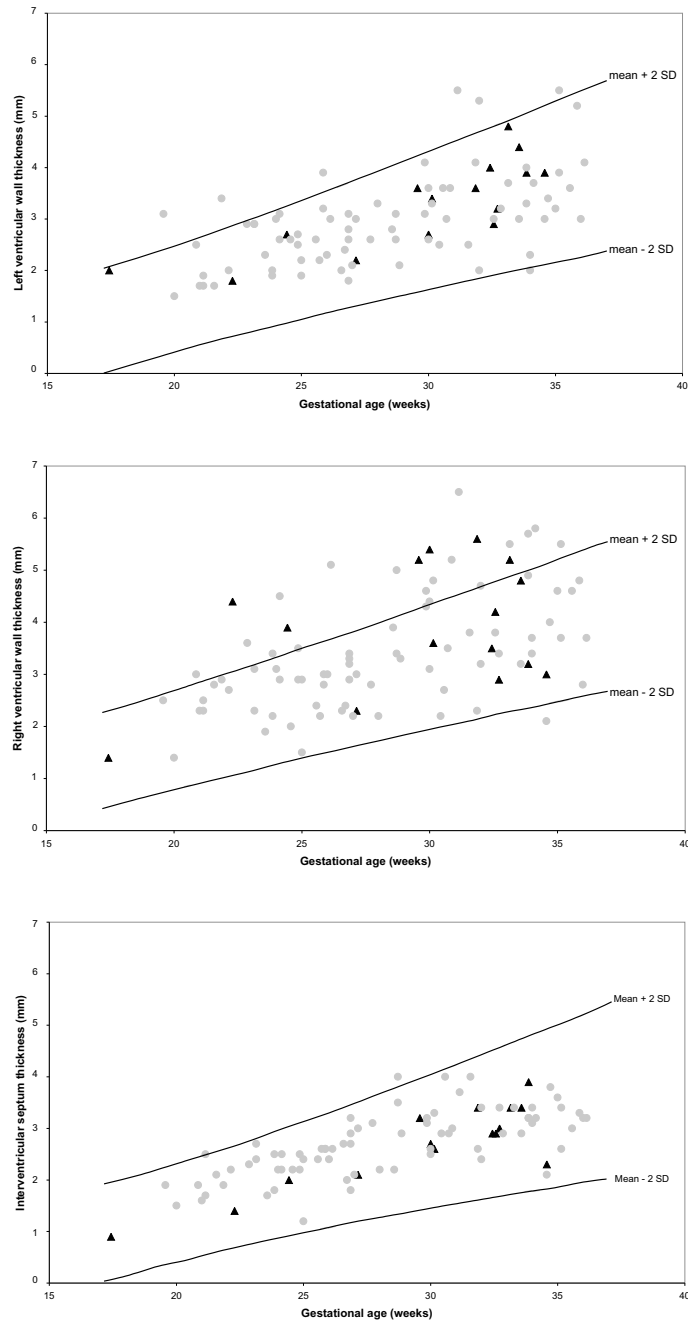 7
6
5
4
3
2
1
0
Left ventricular wall thickness (mm)
mean + 2 SD
mean - 2 SD
15 20 25 30 35 40
Gestational age (weeks)
7
6
5
4
3
2
1
0
Right ventricular wall thickness (mm)
mean + 2 SD
mean - 2 SD
15 20 25 30 35 40
Gestational age (weeks)
7
6
5
4
3
2
1
0
Interventricular septum thickness (mm)
Mean + 2 SD
Mean - 2 SD
15 20 25 30 35 40
Gestational age (weeks)